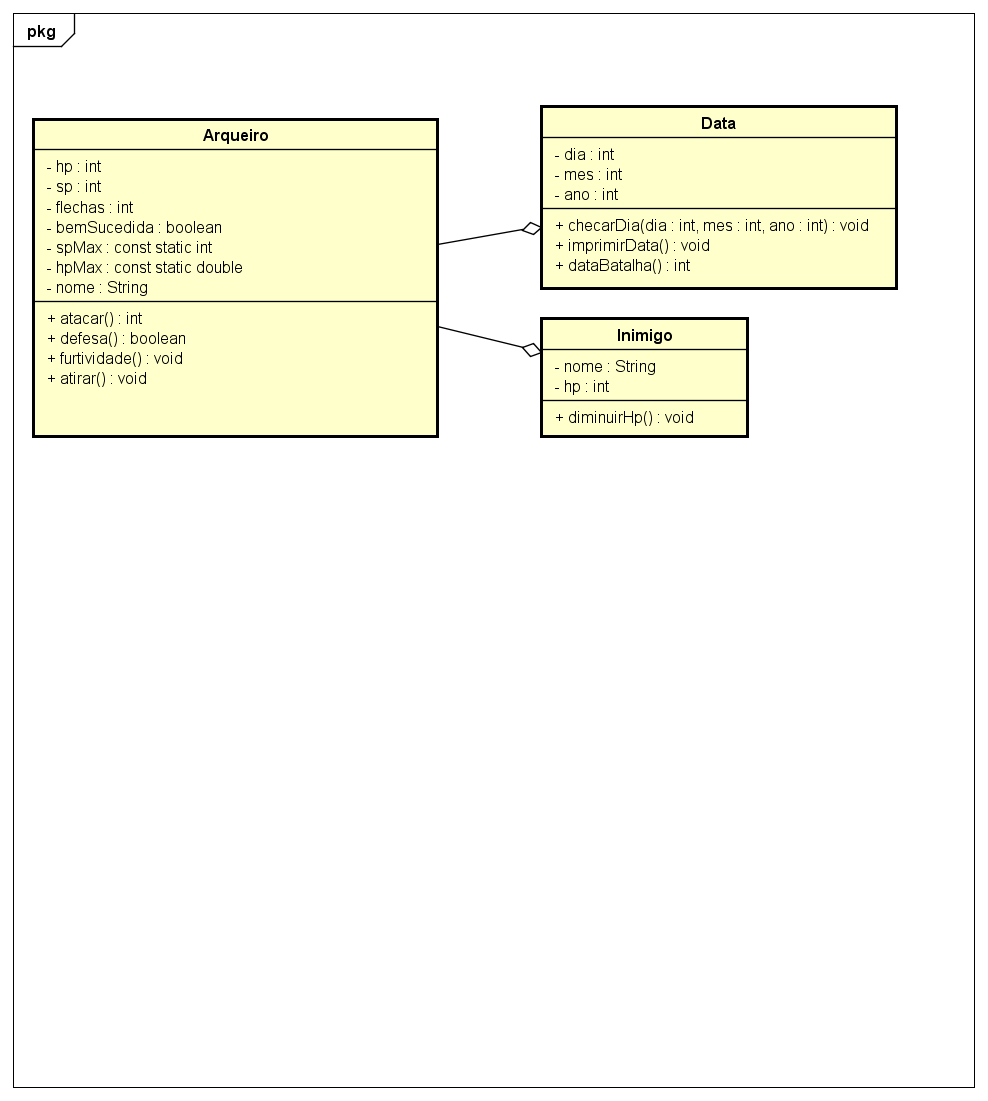 pkg
Arqueiro
- hp : int
- sp : int
- flechas : int
- bemSucedida : boolean
- spMax : const static int
- hpMax : const static double
- nome : String
+ atacar() : int
+ defesa() : boolean
+ furtividade() : void
+ atirar() : void
Data
- dia : int
- mes : int
- ano : int
+ checarDia(dia : int, mes : int, ano : int) : void
+ imprimirData() : void
+ dataBatalha() : int
Inimigo
- nome : String
- hp : int
+ diminuirHp() : void